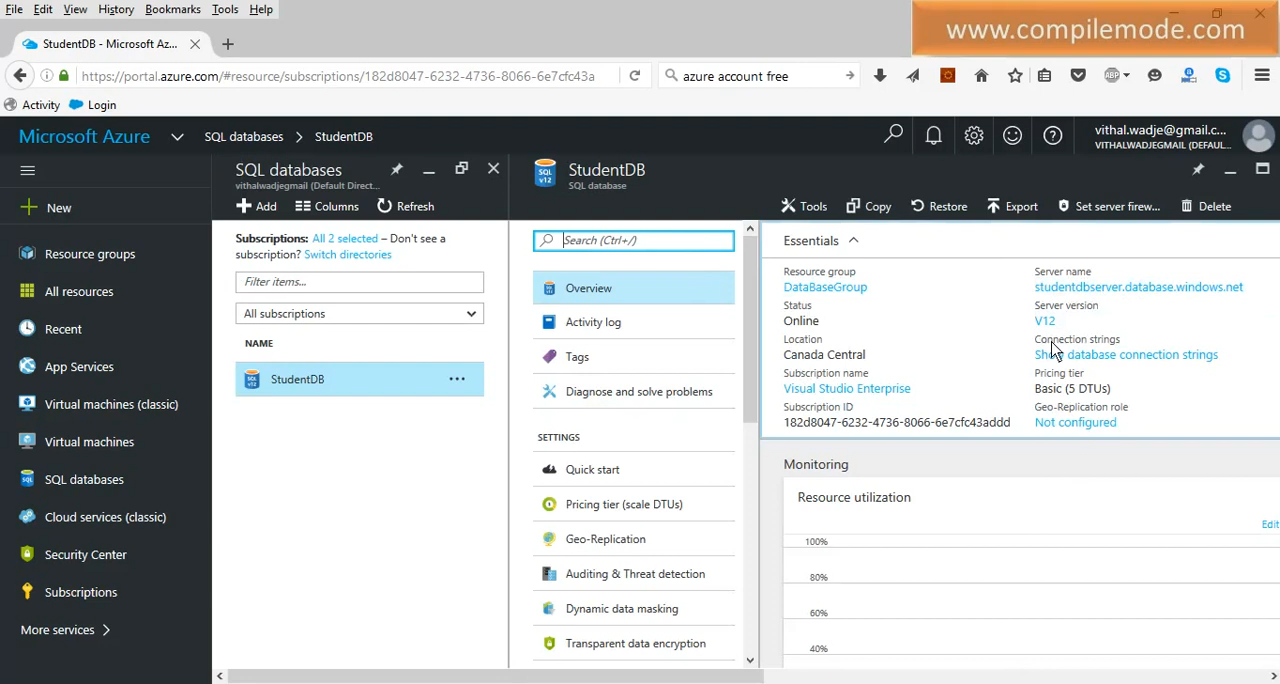 File Edit View History Bookmarks Tools Help
www.compilemode.com
StudentDB - Microsoft Az...
https://portal.azure.com/#resource/subscriptions/182d8047-6232-4736-8066-6e7cfc43a
azure account free
ABP
Activity Login
Microsoft Azure SQL databases > StudentDB
vithal.wadje@gmail.c...
VITHALWADJEGMAIL (DEFAUL...
New
Resource groups
All resources
Recent
App Services
Virtual machines (classic)
Virtual machines
SQL databases
Cloud services (classic)
Security Center
Subscriptions
More services >
SQL databases
vithalwadjegmail (Default Direct...
Add Columns Refresh
Subscriptions: All 2 selected – Don't see a
subscription? Switch directories
Filter items...
All subscriptions
NAME
StudentDB ...
StudentDB
SQL database
Tools Copy Restore Export Set server firew... Delete
Search (Ctrl+/)
Overview
Activity log
Tags
Diagnose and solve problems
SETTINGS
Quick start
Pricing tier (scale DTUs)
Geo-Replication
Auditing & Threat detection
Dynamic data masking
Transparent data encryption
Essentials
Resource group
DataBaseGroup
Status
Online
Location
Canada Central
Subscription name
Visual Studio Enterprise
Subscription ID
182d8047-6232-4736-8066-6e7cfc43addd
Server name
studentdbserver.database.windows.net
Server version
V12
Connection strings
Show database connection strings
Pricing tier
Basic (5 DTUs)
Geo-Replication role
Not configured
Monitoring
Resource utilization
Edit
100%
80%
60%
40%